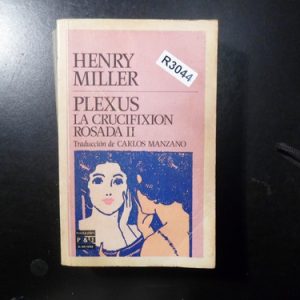 HENRY
MILLER
R3044
PLEXUS
LA CRUCIFIXION
ROSADA II
Traducción de CARLOS MANZANO